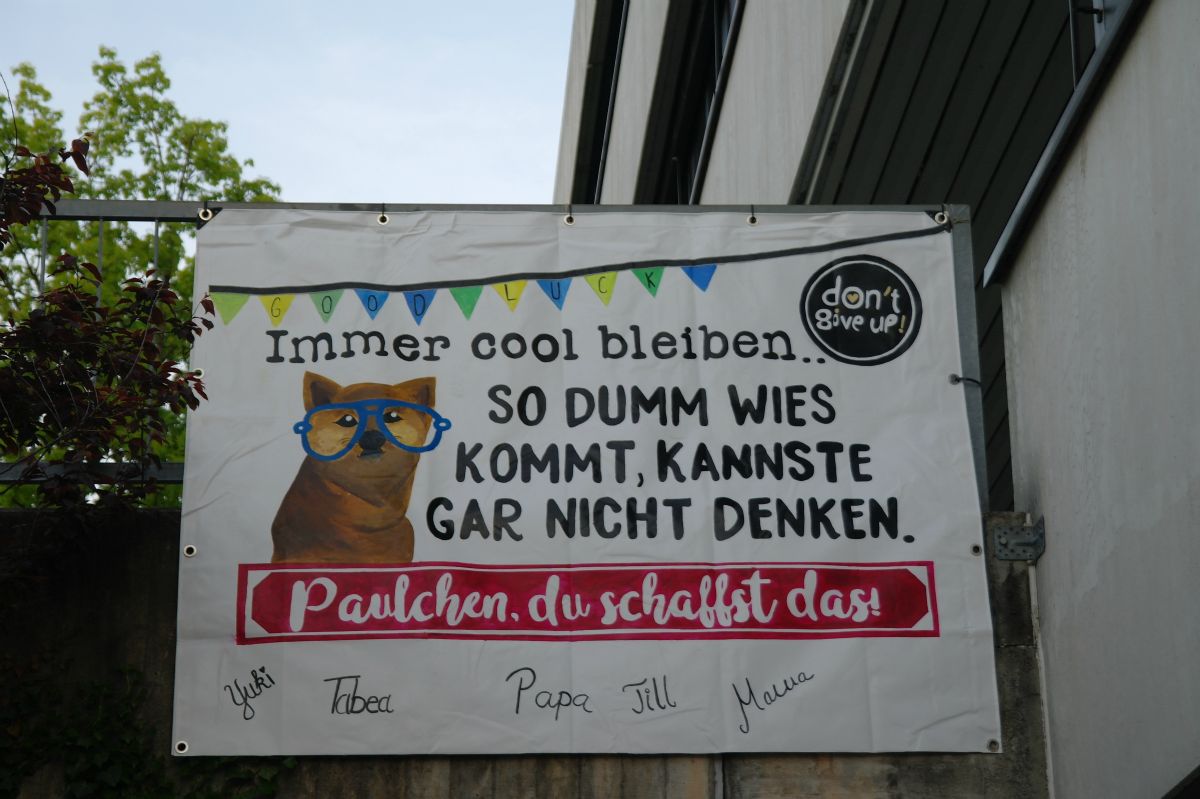 GOOD LUCK
don't
give up!
Immer cool bleiben..
SO DUMM WIES
KOMMT, KANNSTE
GAR NICHT DENKEN.
Paulchen, du schaffst das!
Yuki Tabea Papa Till Mama